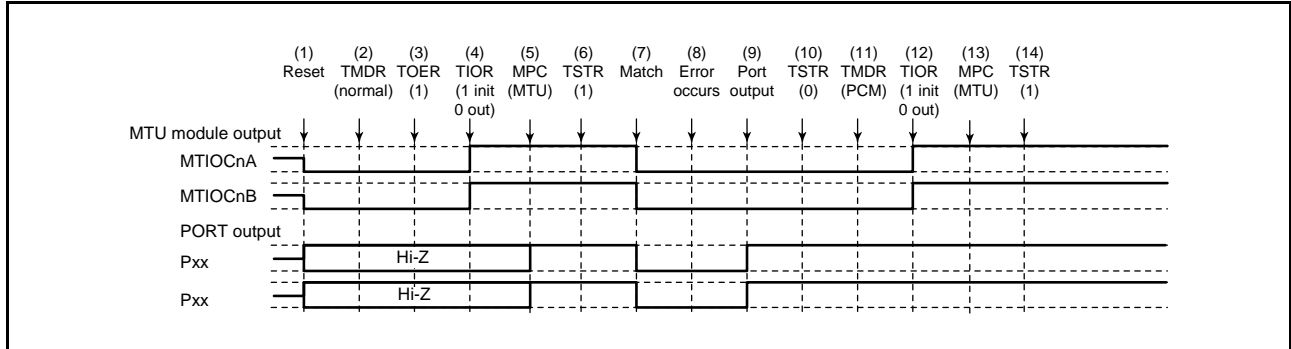 (1) (2) (3) (4) (5) (6) (7) (8) (9) (10) (11) (12) (13) (14)
Reset TMDR TOER TIOR MPC TSTR Match Error Port TSTR TMDR TIOR MPC TSTR
(normal) (1) (1 init (MTU) (1) occurs output (0) (PCM) (1 init (MTU) (1)
0 out) 0 out)
MTU module output
MTIOCnA
MTIOCnB
PORT output
Pxx Hi-Z
Pxx Hi-Z